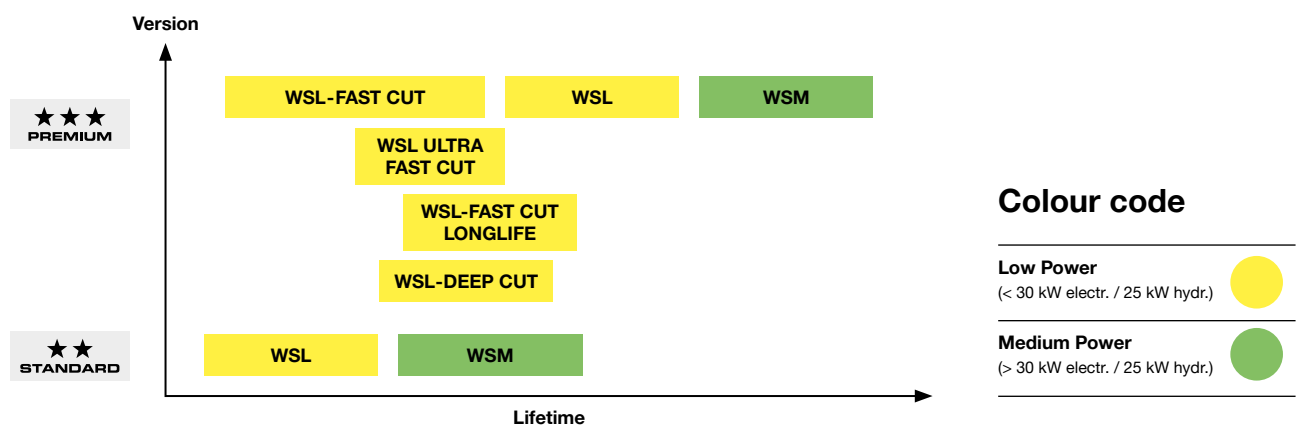 Version
★★★
PREMIUM
WSL-FAST CUT
WSL
WSM
WSL ULTRA
FAST CUT
WSL-FAST CUT
LONGLIFE
WSL-DEEP CUT
★★
STANDARD
WSL
WSM
Lifetime
Colour code
Low Power
(< 30 kW electr. / 25 kW hydr.)
Medium Power
(> 30 kW electr. / 25 kW hydr.)